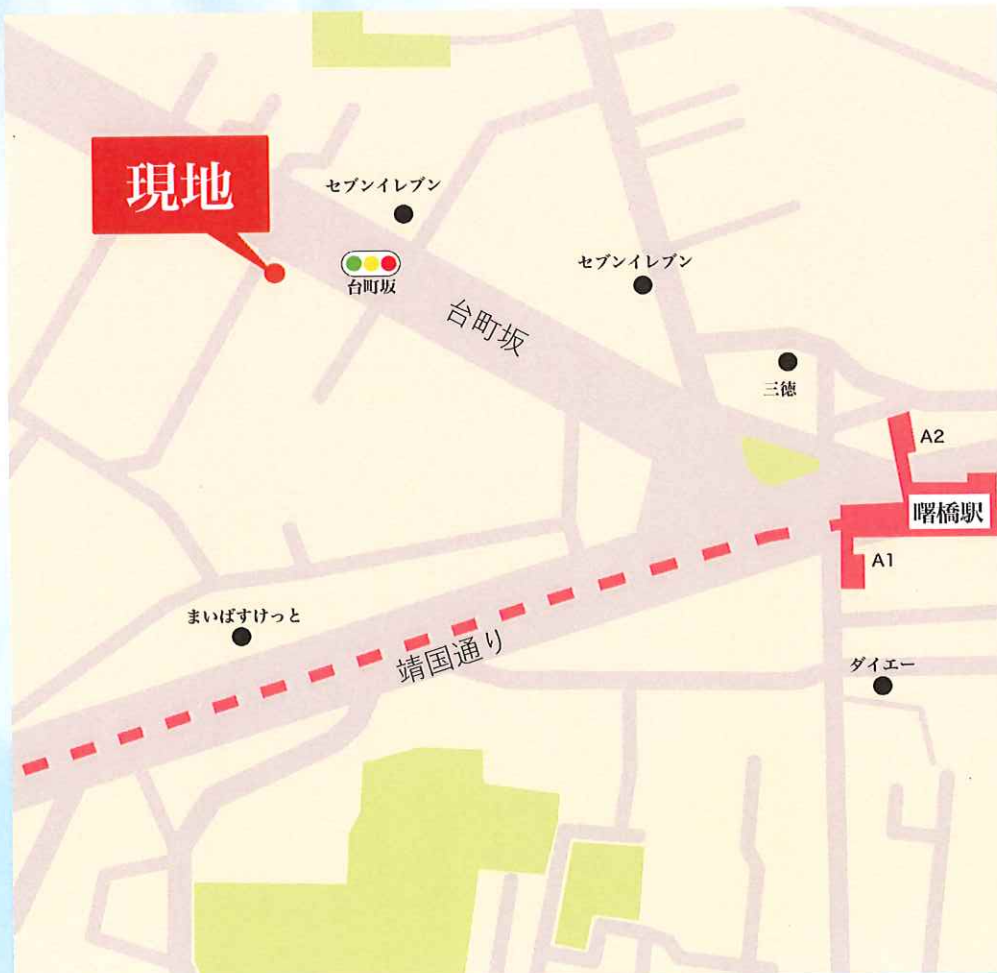 現地
セブンイレブン
台町坂
セブンイレブン
台町坂
三徳
A2
曙橋駅
A1
まいばすけっと
靖国通り
ダイエー